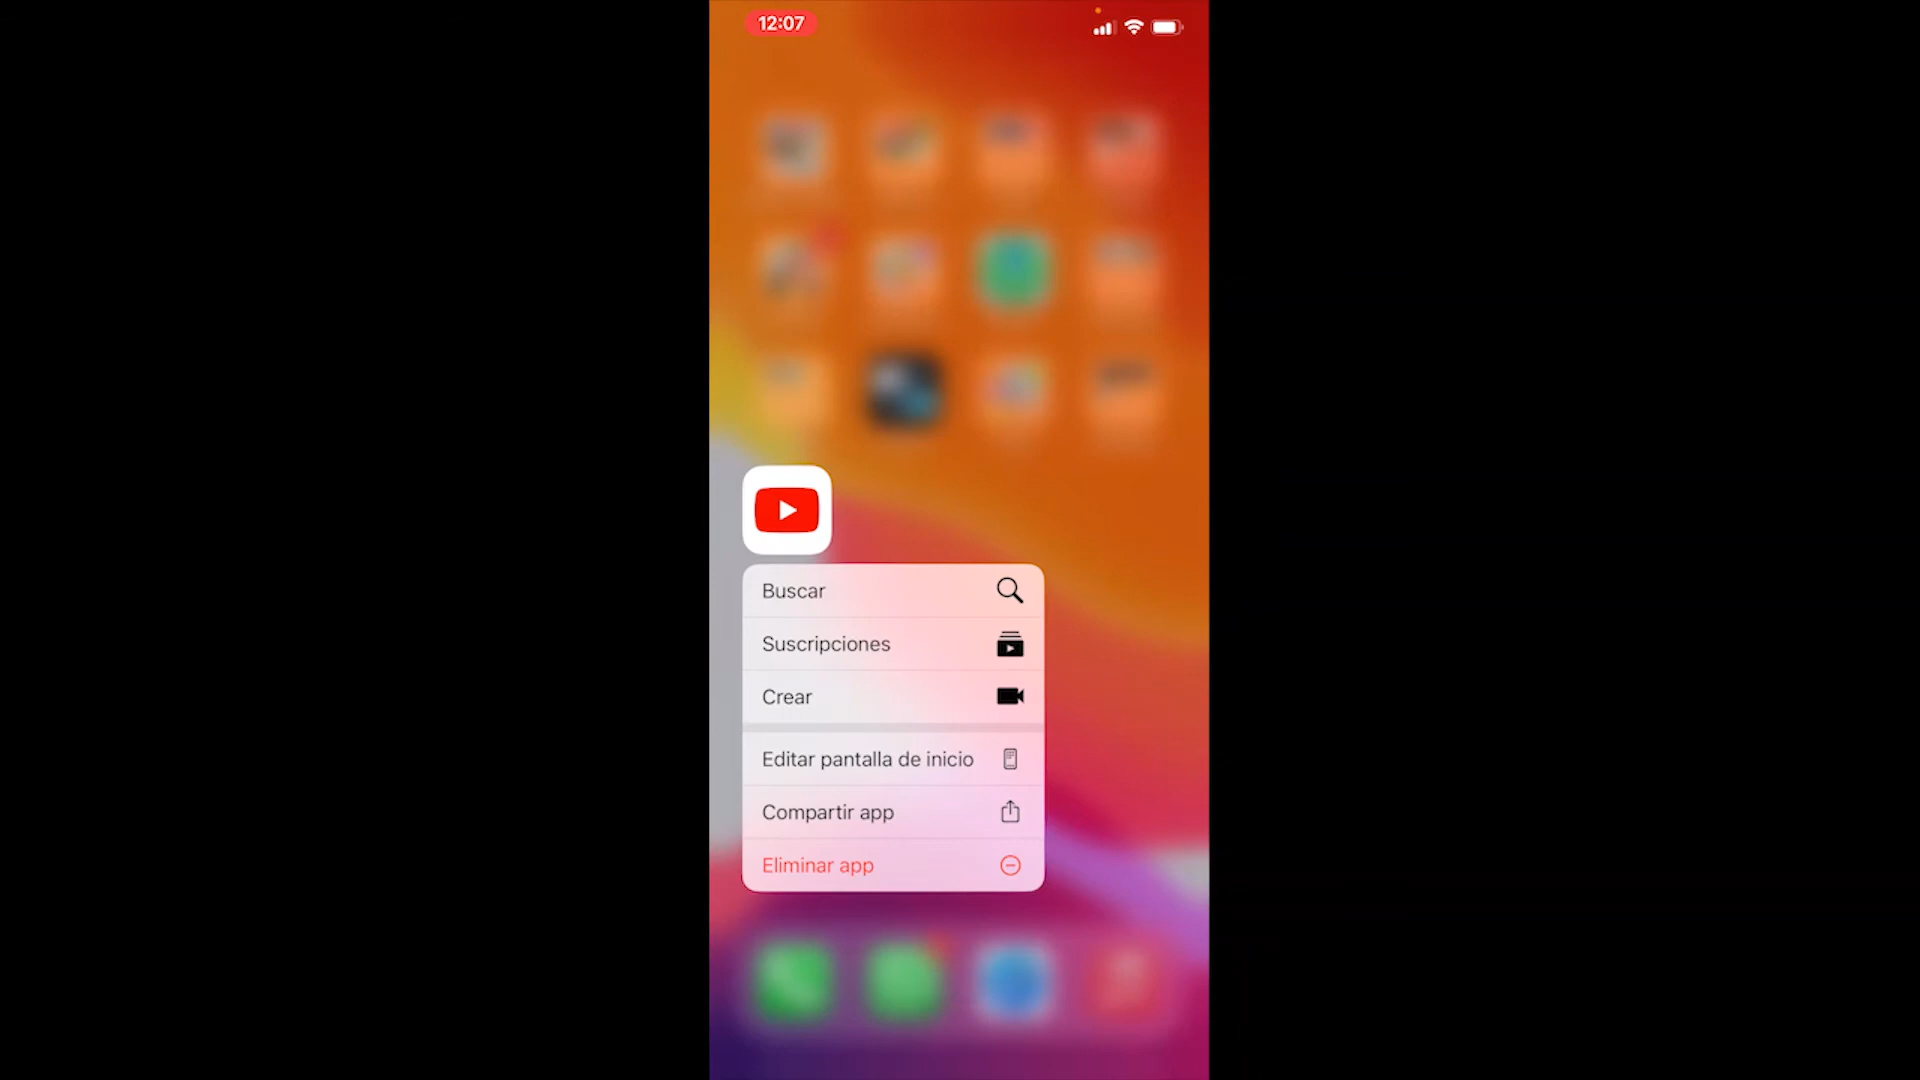 12:07
Buscar
Suscripciones
Crear
Editar pantalla de inicio
Compartir app
Eliminar app